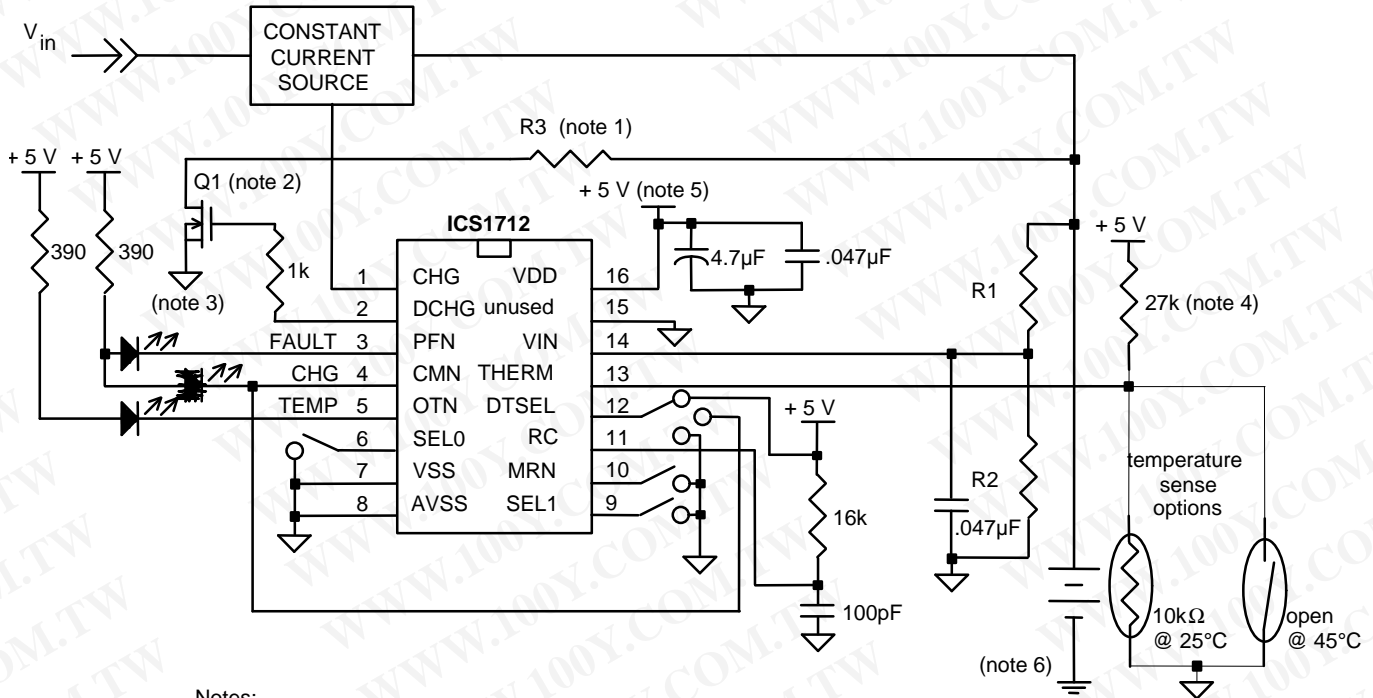 V in
CONSTANT
CURRENT
SOURCE
R3 (note 1)
+ 5 V
+ 5 V
Q1 (note 2)
+ 5 V (note 5)
390
390
1k
(note 3)
ICS1712
4.7µF
.047µF
R1
+ 5 V
27k (note 4)
1 CHG VDD 16
2 DCHG unused 15
FAULT 3 PFN VIN 14
CHG 4 CMN THERM 13
TEMP 5 OTN DTSEL 12
6 SEL0 RC 11
7 VSS MRN 10
8 AVSS SEL1 9
+ 5 V
16k
100pF
R2
.047µF
temperature
sense
options
10kΩ
@ 25°C
open
@ 45°C
(note 6)
Notes:
WWW.100Y.COM.TW